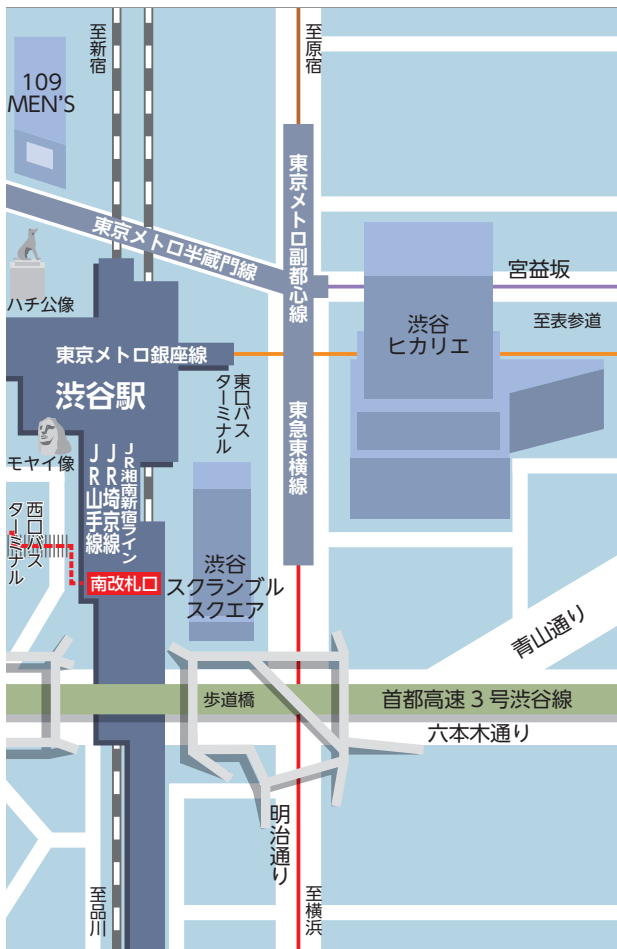 至新宿
至原宿
109
MEN'S
東京メトロ半蔵門線
東京メトロ副都心線
ハチ公像
宮益坂
渋谷
ヒカリエ
至表参道
東京メトロ銀座線
渋谷駅
東口バス
ターミナル
東急東横線
モヤイ像
JR山手線
JR埼京線
JR湘南新宿ライン
西口バス
ターミナル
南改札口
渋谷
スクランブル
スクエア
青山通り
歩道橋
首都高速3号渋谷線
六本木通り
明治通り
至品川
至横浜